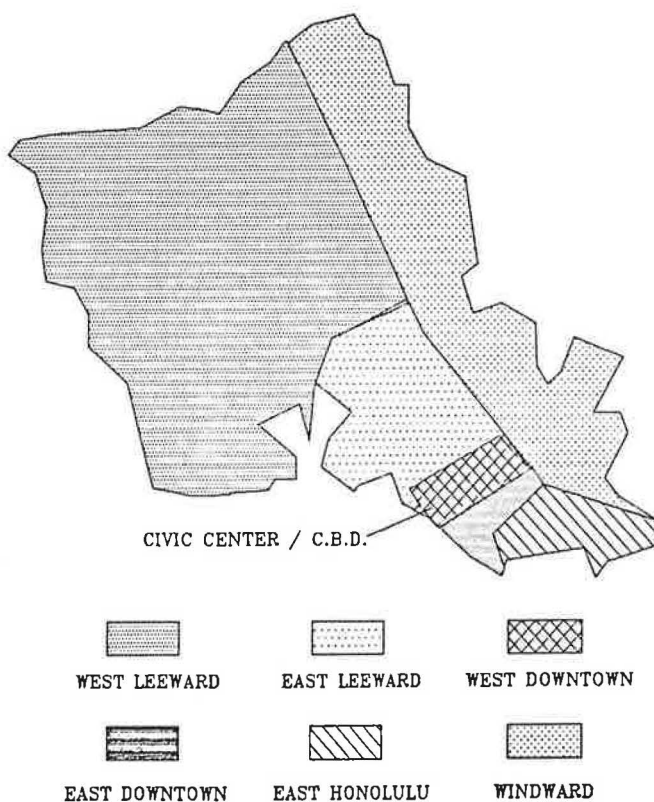 CIVIC CENTER / C.B.D.
WEST LEEWARD EAST LEEWARD WEST DOWNTOWN
EAST DOWNTOWN EAST HONOLULU WINDWARD